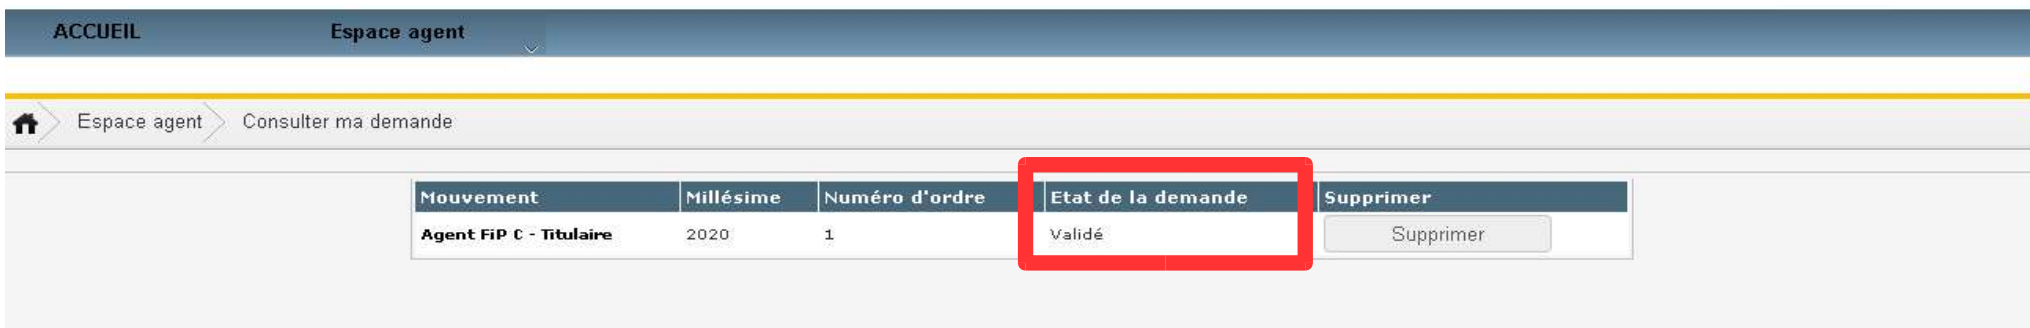 ACCUEIL Espace agent
Espace agent Consulter ma demande
Mouvement Millésime Numéro d'ordre Etat de la demande Supprimer
Agent FiP C - Titulaire 2020 1 Validé Supprimer